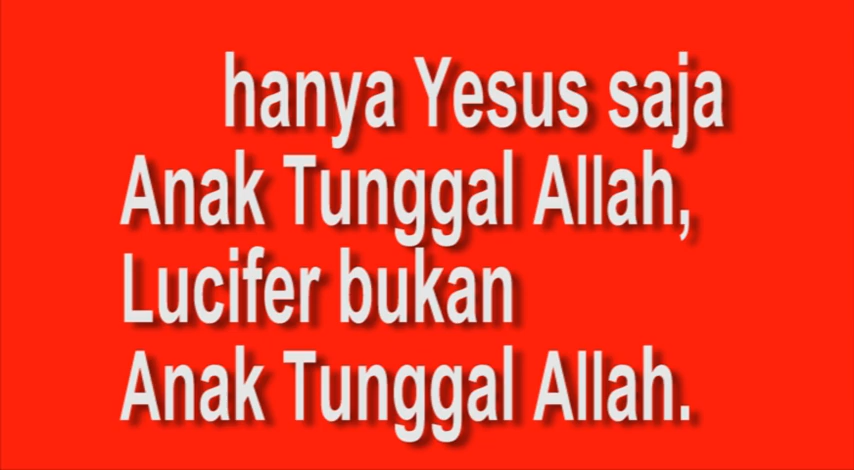 hanya Yesus saja
Anak Tunggal Allah,
Lucifer bukan
Anak Tunggal Allah.